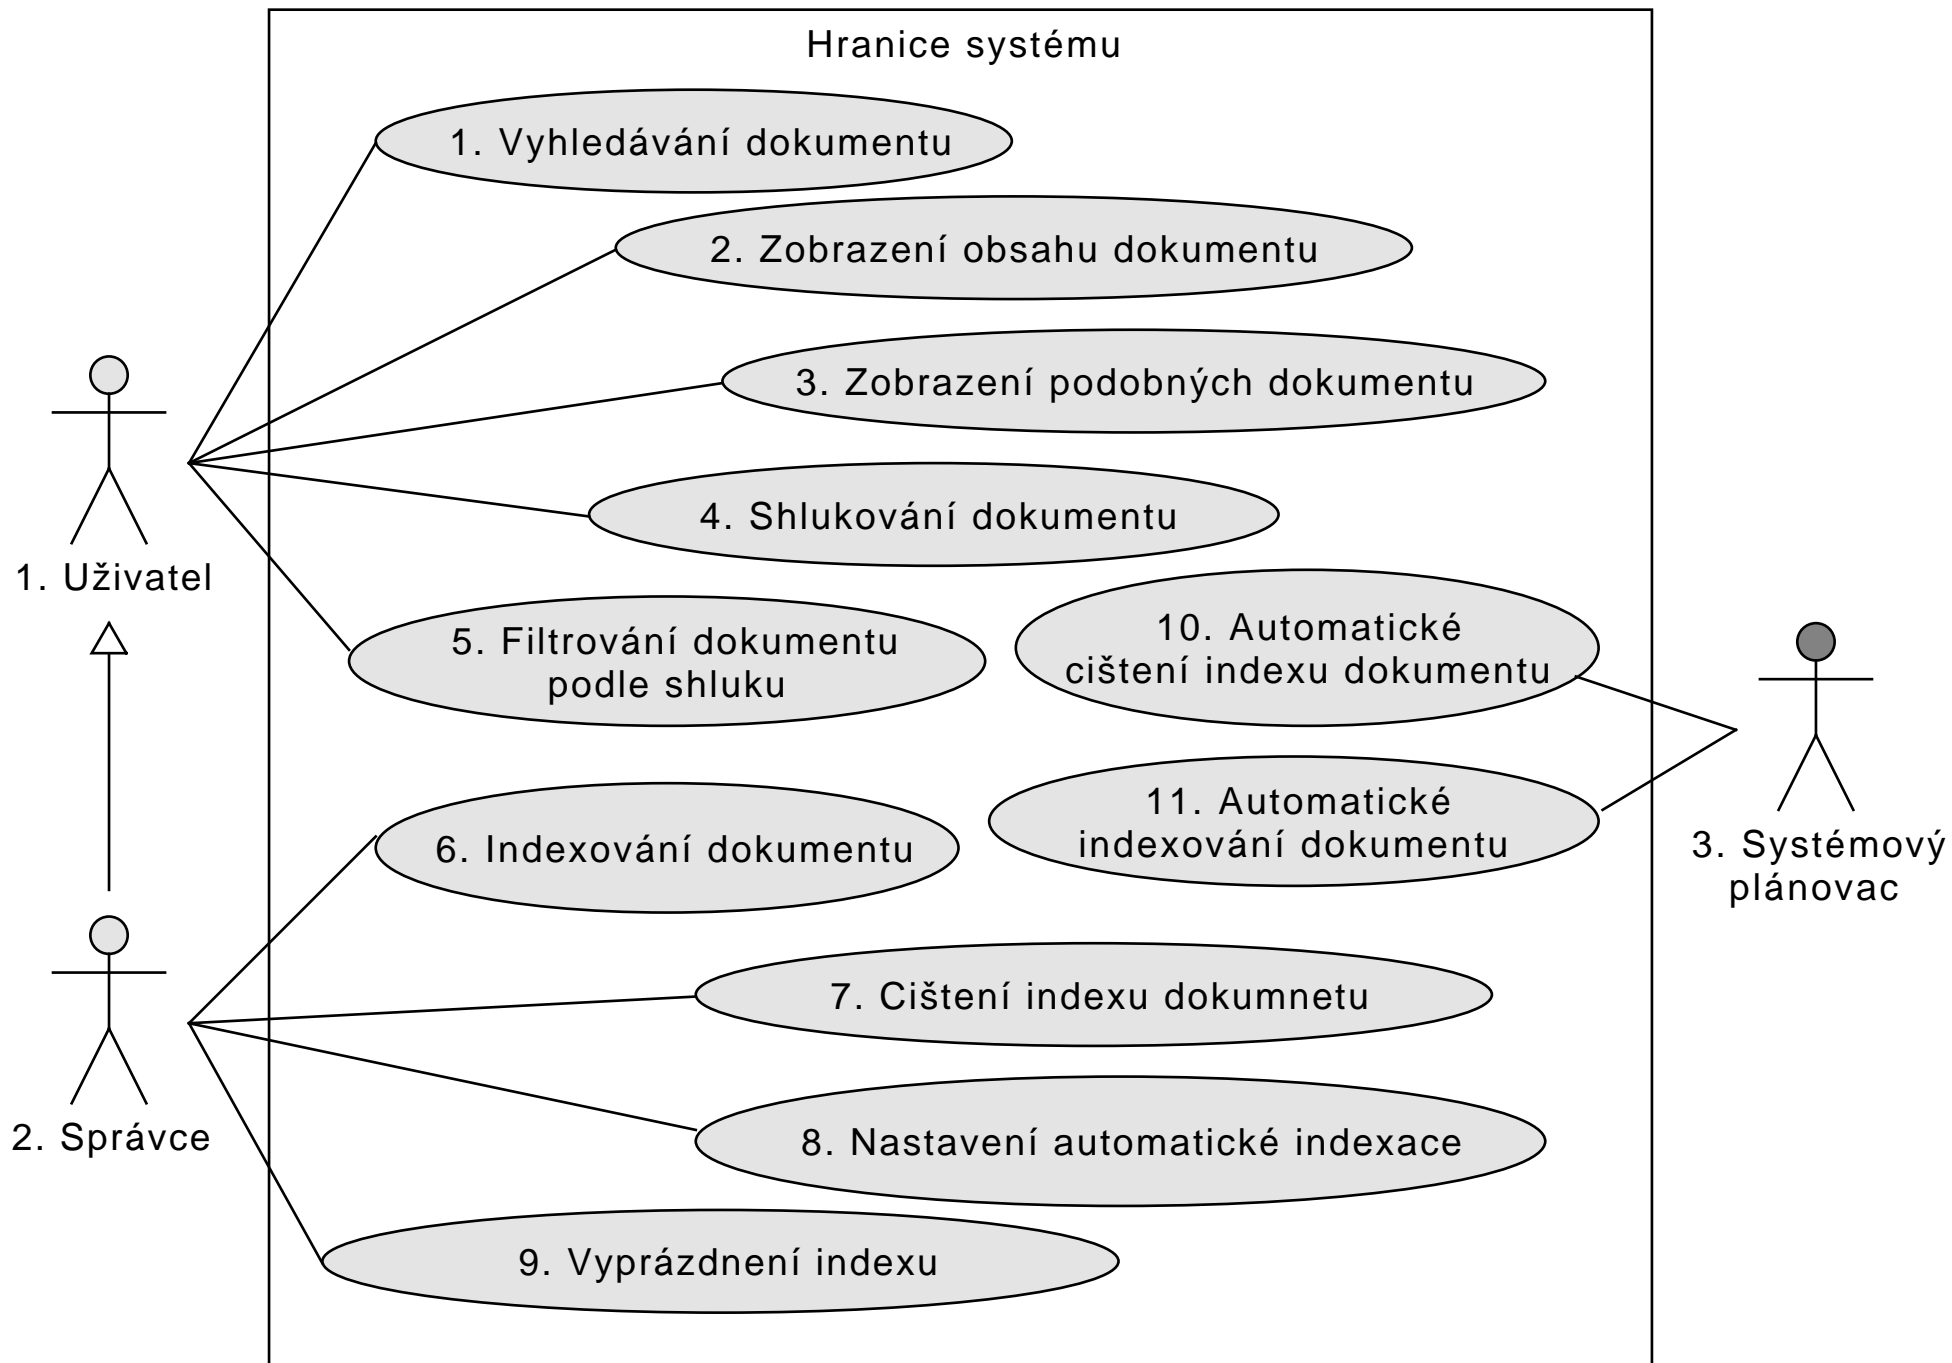 Hranice systému
1. Vyhledávání dokumentu
2. Zobrazení obsahu dokumentu
3. Zobrazení podobných dokumentu
4. Shlukování dokumentu
1. Uživatel
5. Filtrování dokumentu
podle shluku
10. Automatické
cištení indexu dokumentu
11. Automatické
indexování dokumentu
3. Systémový
plánovac
6. Indexování dokumentu
7. Cištení indexu dokumnetu
2. Správce
8. Nastavení automatické indexace
9. Vyprázdnení indexu